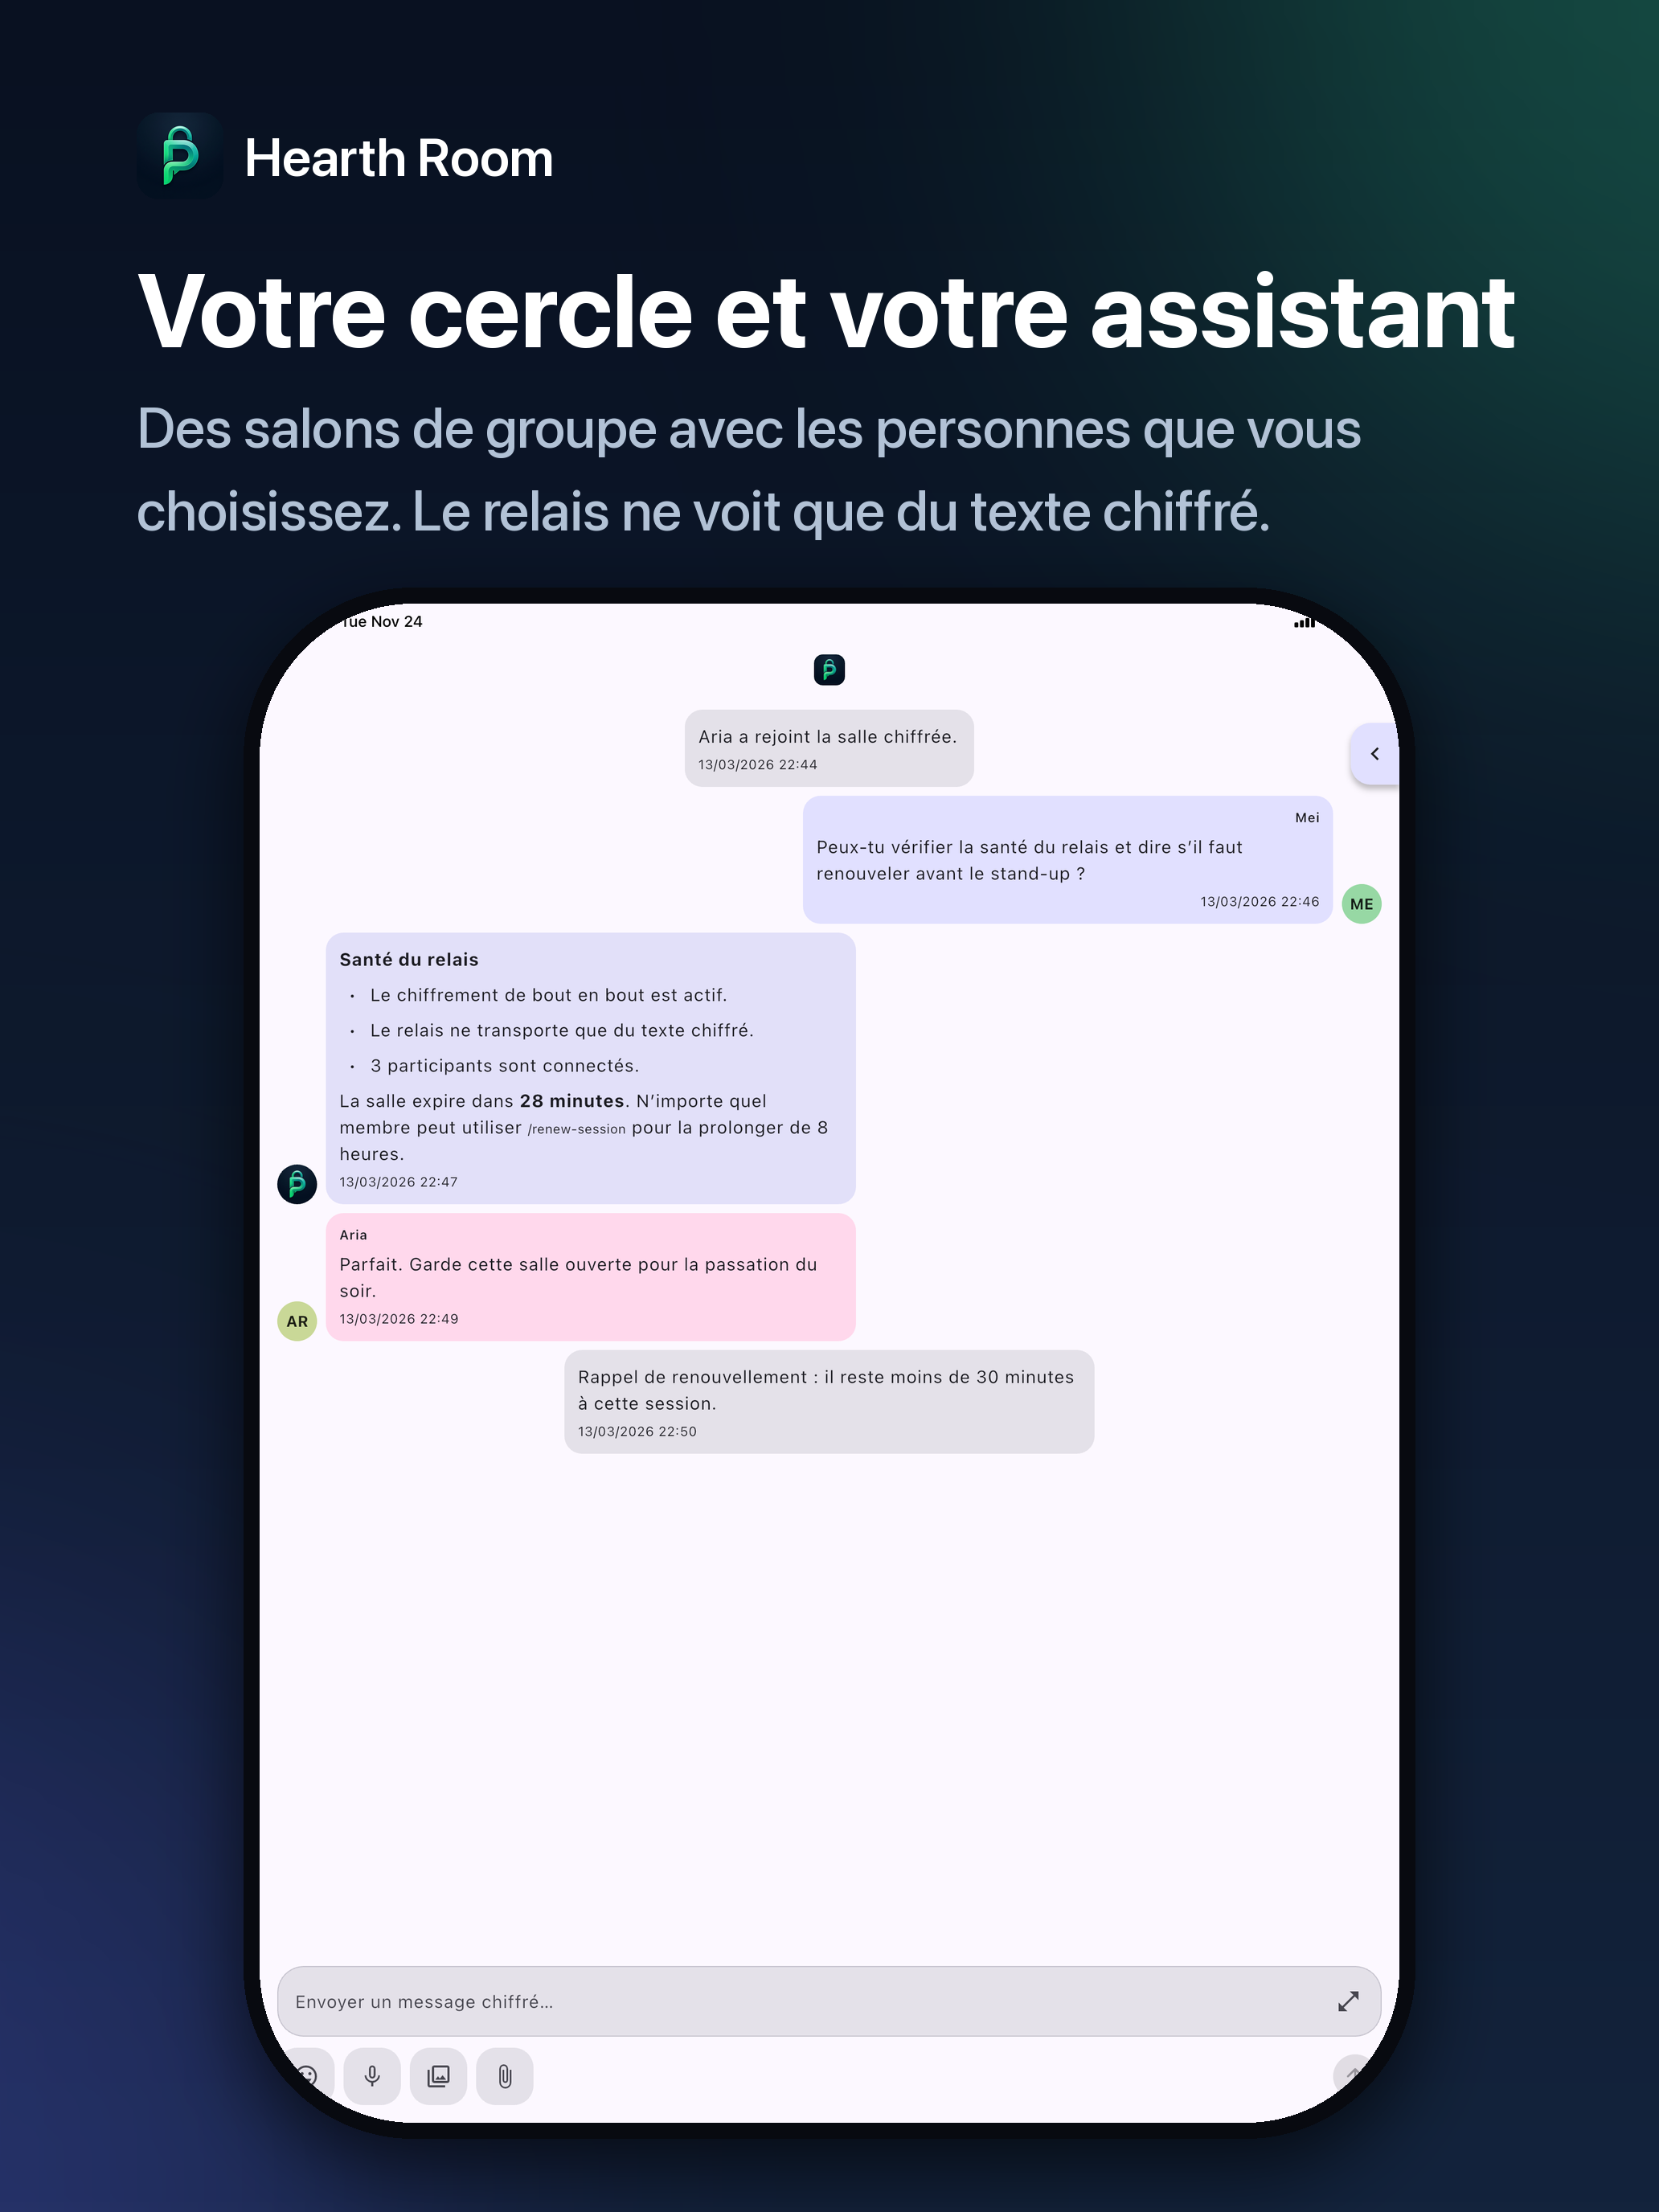 Hearth Room
Votre cercle et votre assistant
Des salons de groupe avec les personnes que vous
choisissez. Le relais ne voit que du texte chiffré.
Tue Nov 24
Aria a rejoint la salle chiffrée.
13/03/2026 22:44
Mei
Peux-tu vérifier la santé du relais et dire s’il faut
renouveler avant le stand-up ?
13/03/2026 22:46
ME
Santé du relais
• Le chiffrement de bout en bout est actif.
• Le relais ne transporte que du texte chiffré.
• 3 participants sont connectés.
La salle expire dans 28 minutes. N’importe quel
membre peut utiliser /renew-session pour la prolonger de 8
heures.
13/03/2026 22:47
Aria
Parfait. Garde cette salle ouverte pour la passation du
soir.
13/03/2026 22:49
AR
Rappel de renouvellement : il reste moins de 30 minutes
à cette session.
13/03/2026 22:50
Envoyer un message chiffré...